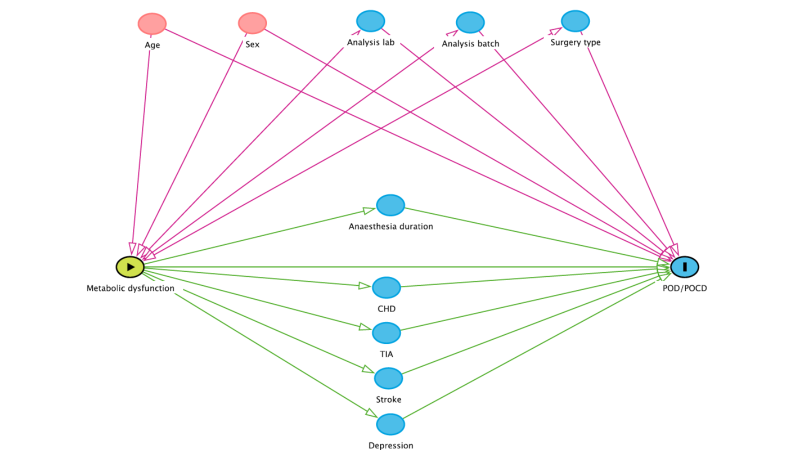 Age
Sex
Analysis lab
Analysis batch
Surgery type
Anaesthesia duration
Metabolic dysfunction
POD/POCD
CHD
TIA
Stroke
Depression